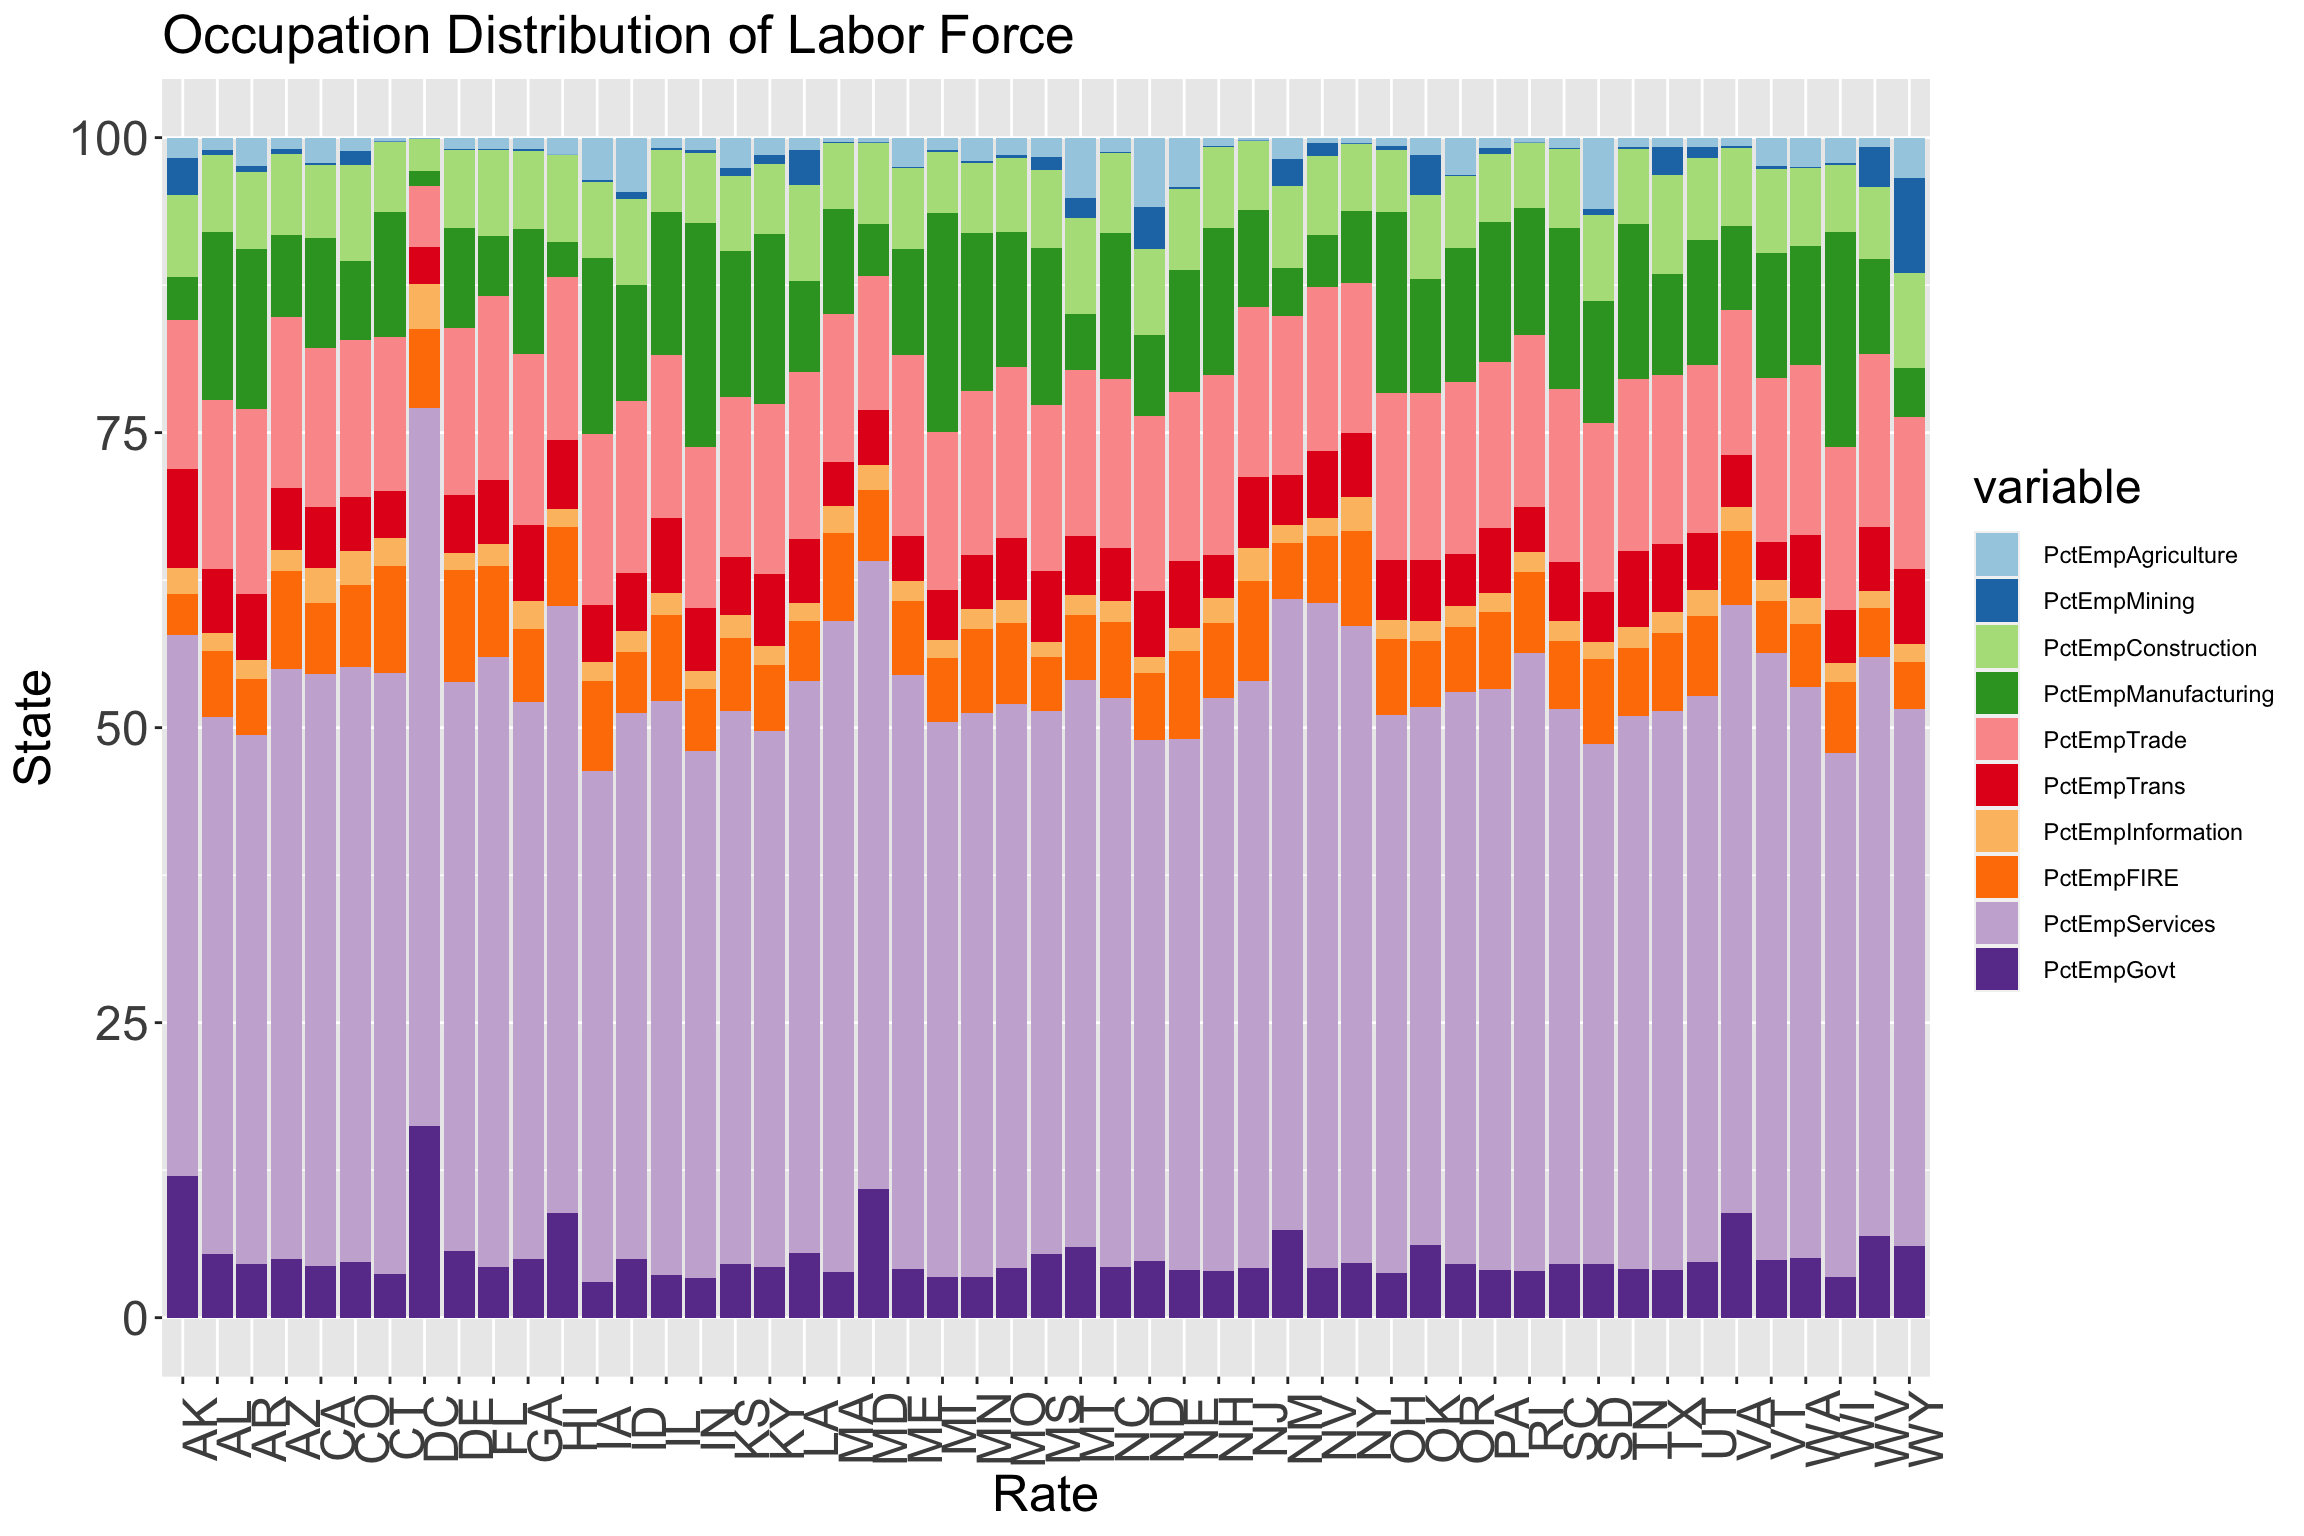 Occupation Distribution of Labor Force
100
75
50
25
0
State
AK
AL
AR
AZ
CA
CO
CT
DC
DE
FL
GA
HI
IA
ID
IL
IN
KS
KY
LA
MA
MD
ME
MI
MN
MO
MS
MT
NC
ND
NE
NH
NJ
NM
NV
NY
OH
OK
OR
PA
RI
SC
SD
TN
TX
UT
VA
VT
WA
WI
WV
WY
Rate
variable
PctEmpAgriculture
PctEmpMining
PctEmpConstruction
PctEmpManufacturing
PctEmpTrade
PctEmpTrans
PctEmpInformation
PctEmpFIRE
PctEmpServices
PctEmpGovt